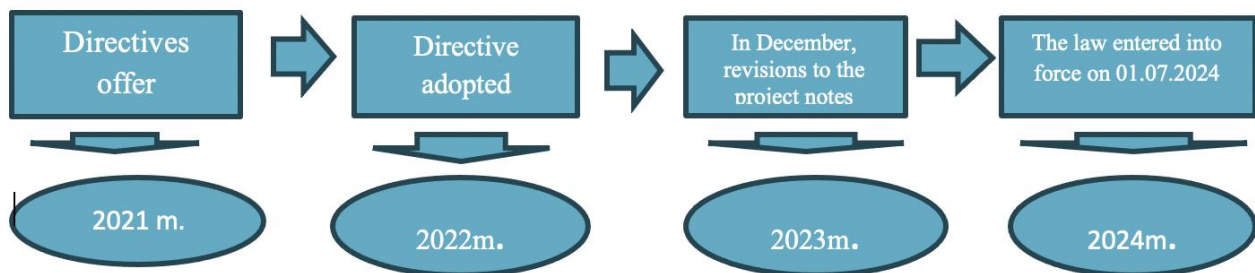 Directives
offer
Directive
adopted
In December,
revisions to the
project notes
The law entered into
force on 01.07.2024
2021 m.
2022m.
2023m.
2024m.